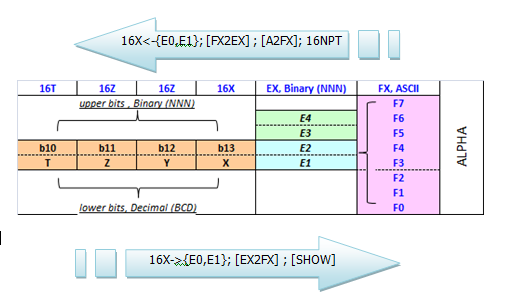 16X<-{E0,E1}; [FX2EX] ; [A2FX]; 16NPT
16T 16Z 16Z 16X EX, Binary (NNN) FX, ASCII
upper bits , Binary (NNN)
F7
E4 F6
E3 F5
b10 b11 b12 b13 E2 F4
T Z Y X E1 F3
F2
F1
lower bits, Decimal (BCD) F0
ALPHA
16X->{E0,E1}; [EX2FX] ; [SHOW]